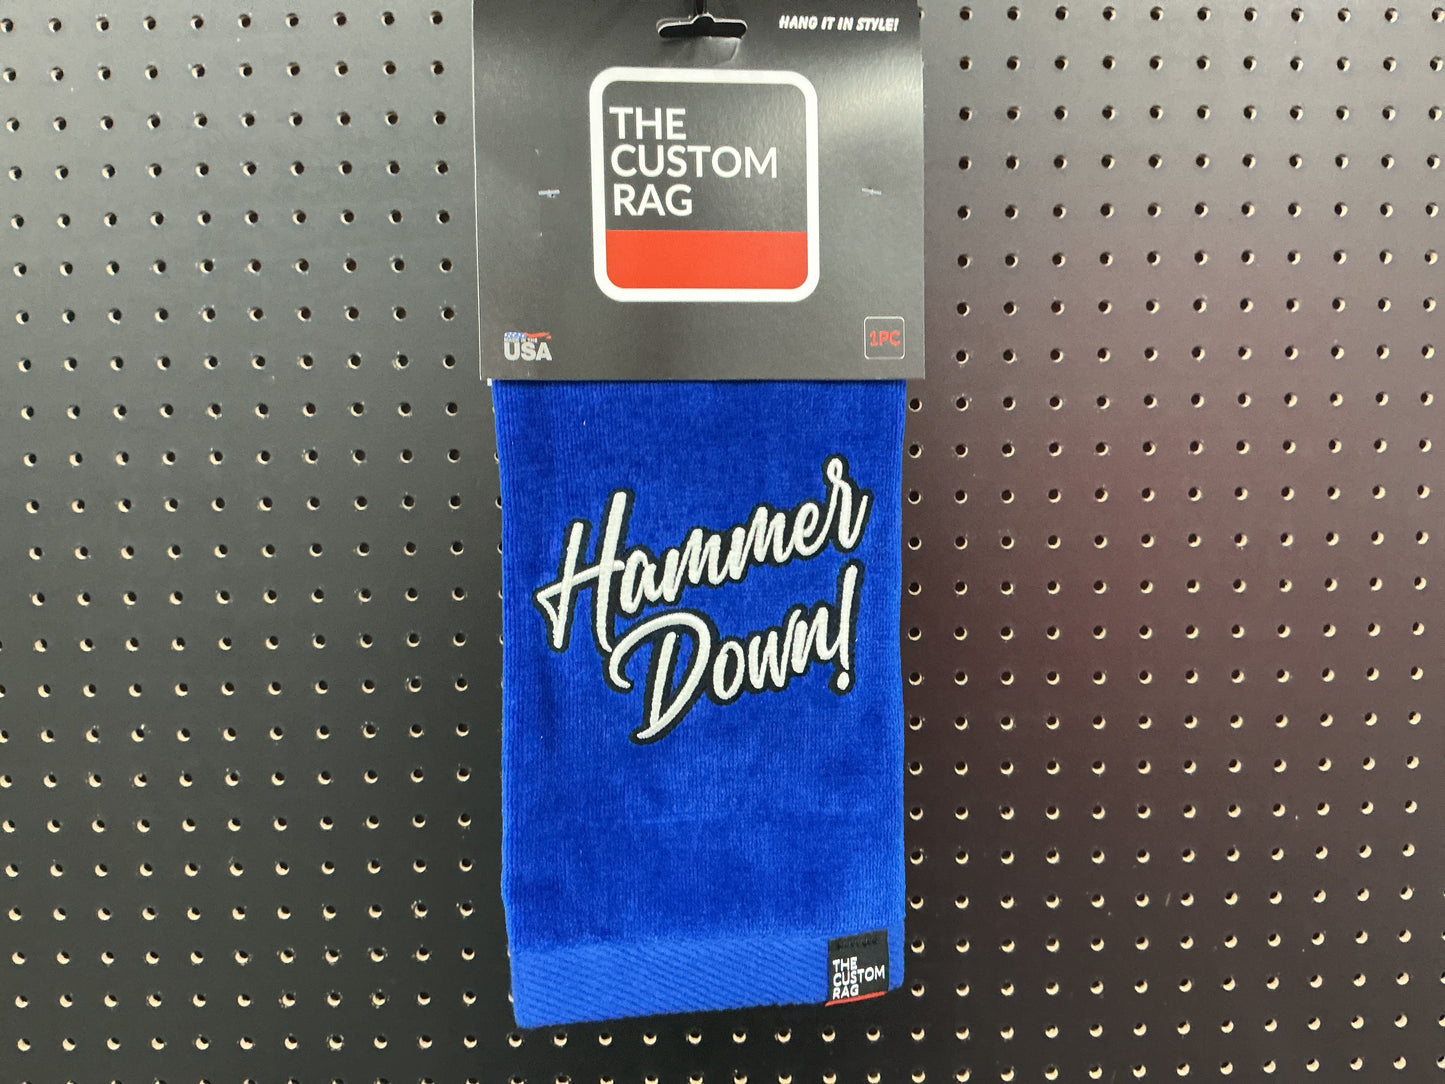 HANG IT IN STYLE!
THE
CUSTOM
RAG
USA
1PC
Hammer
Down!
THE
CUSTOM
RAG